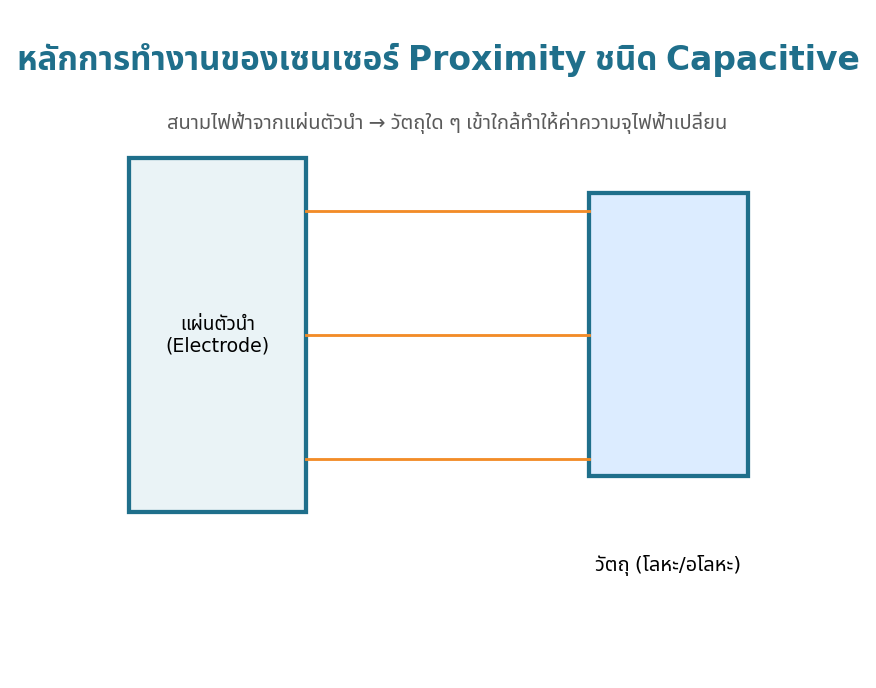 หลักการทำงานของเซนเซอร์ Proximity ชนิด Capacitive
สนามไฟฟ้าจากแผ่นตัวนำ → วัตถุใด ๆ เข้าใกล้ทำให้ค่าความจุไฟฟ้าเปลี่ยน
แผ่นตัวนำ
(Electrode)
วัตถุ (โลหะ/อโลหะ)